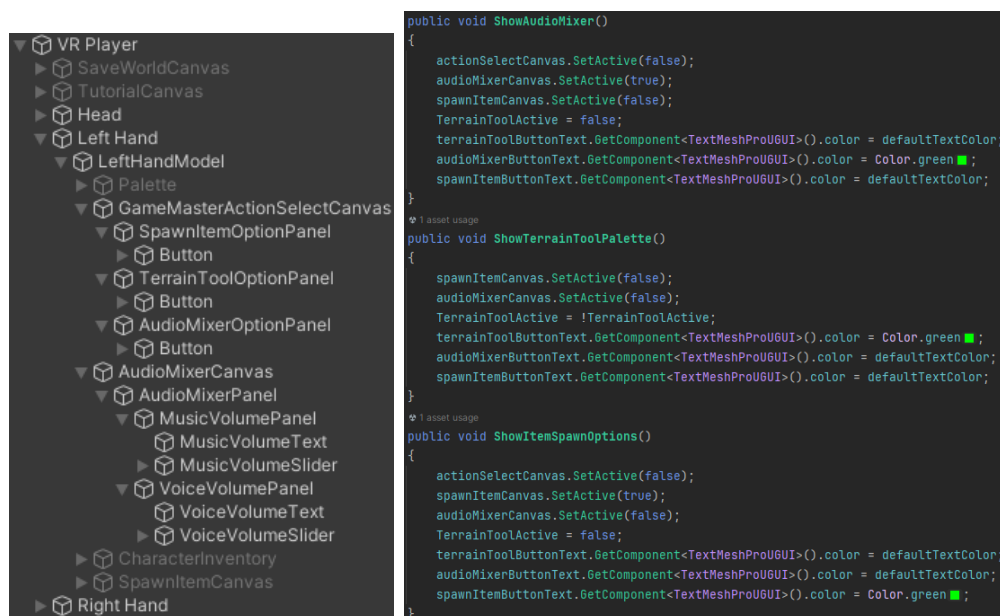 VR Player
SaveWorldCanvas
TutorialCanvas
Head
Left Hand
LeftHandModel
Palette
GameMasterActionSelectCanvas
SpawnItemOptionPanel
Button
TerrainToolOptionPanel
Button
AudioMixerOptionPanel
Button
AudioMixerCanvas
AudioMixerPanel
MusicVolumePanel
MusicVolumeText
MusicVolumeSlider
VoiceVolumePanel
VoiceVolumeText
VoiceVolumeSlider
CharacterInventory
SpawnItemCanvas
Right Hand
public void ShowAudioMixer()
{
actionSelectCanvas.SetActive(false);
audioMixerCanvas.SetActive(true);
spawnItemCanvas.SetActive(false);
TerrainToolActive = false;
terrainToolButtonText.GetComponent<TextMeshProUGUI>().color = defaultTextColor;
audioMixerButtonText.GetComponent<TextMeshProUGUI>().color = Color.green;
spawnItemButtonText.GetComponent<TextMeshProUGUI>().color = defaultTextColor;
}
1 asset usage
public void ShowTerrainToolPalette()
{
spawnItemCanvas.SetActive(false);
audioMixerCanvas.SetActive(false);
TerrainToolActive = !TerrainToolActive;
terrainToolButtonText.GetComponent<TextMeshProUGUI>().color = Color.green;
audioMixerButtonText.GetComponent<TextMeshProUGUI>().color = defaultTextColor;
spawnItemButtonText.GetComponent<TextMeshProUGUI>().color = defaultTextColor;
}
1 asset usage
public void ShowItemSpawnOptions()
{
actionSelectCanvas.SetActive(false);
spawnItemCanvas.SetActive(true);
audioMixerCanvas.SetActive(false);
TerrainToolActive = false;
terrainToolButtonText.GetComponent<TextMeshProUGUI>().color = defaultTextColor;
audioMixerButtonText.GetComponent<TextMeshProUGUI>().color = defaultTextColor;
spawnItemButtonText.GetComponent<TextMeshProUGUI>().color = Color.green;
}